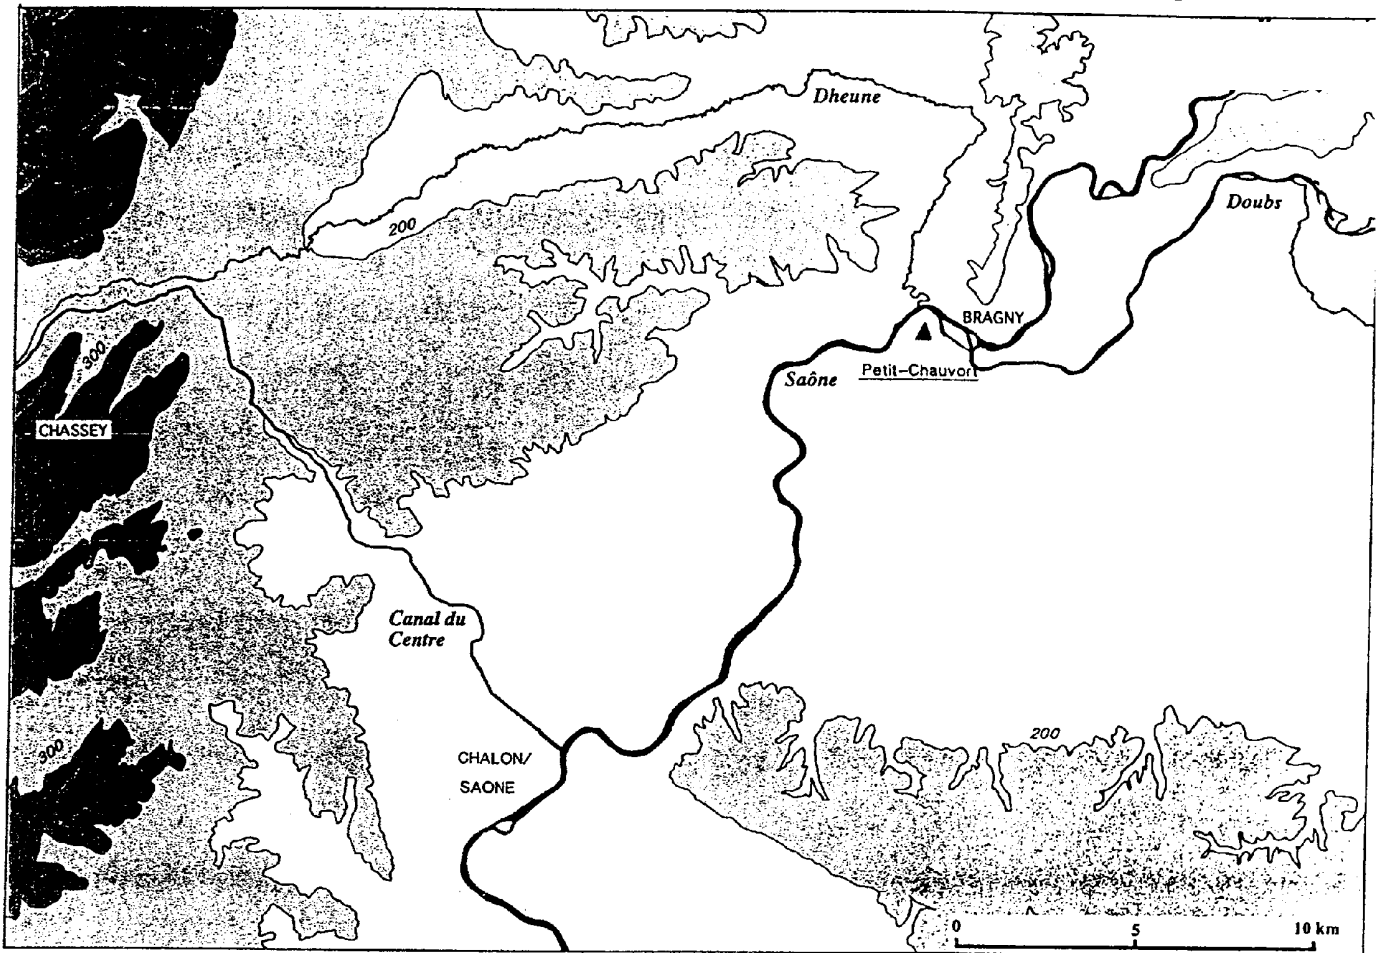 Dheune
Doubs
200
BRAGNY
Petit-Chauvort
Saône
300
CHASSEY
Canal du
Centre
200
300
CHALON/
SAONE
0 5 10 km